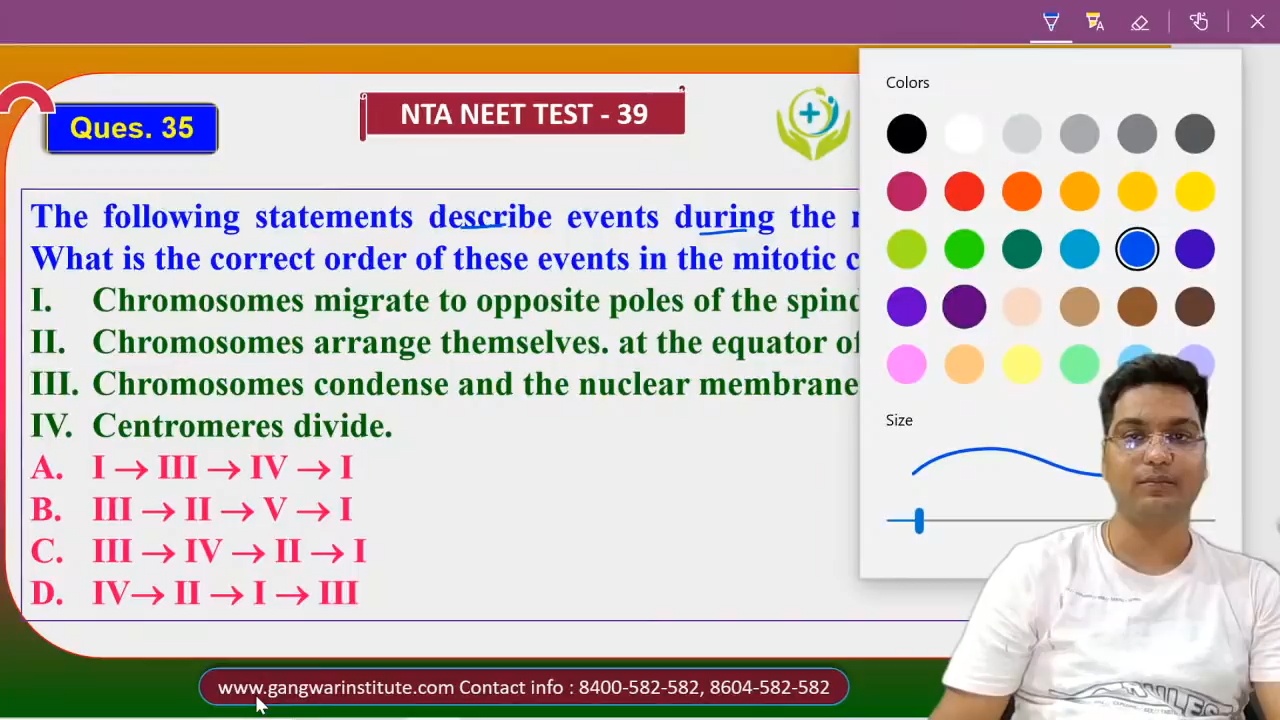 Ques. 35
NTA NEET TEST - 39
The following statements describe events during the
What is the correct order of these events in the mitotic
I. Chromosomes migrate to opposite poles of the
II. Chromosomes arrange themselves. at the equator of
III. Chromosomes condense and the nuclear membrane
IV. Centromeres divide.
A. I → III → IV → I
B. III → II → V → I
C. III → IV → II → I
D. IV→ II → I → III
www.gangwarinstitute.com Contact info : 8400-582-582, 8604-582-582
Colors
Size